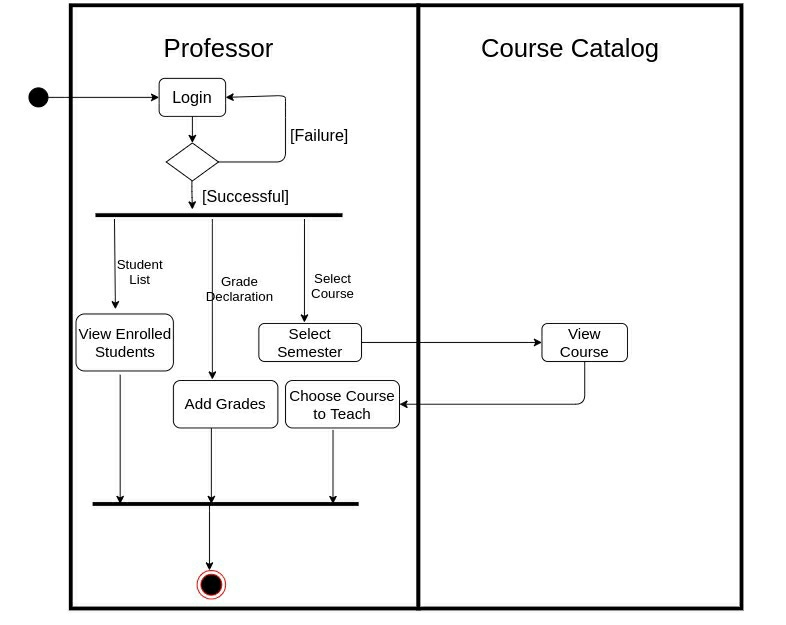 Professor
Course Catalog
Login
[Failure]
[Successful]
Student
List
Grade
Declaration
Select
Course
View Enrolled
Students
Select
Semester
View
Course
Add Grades
Choose Course
to Teach